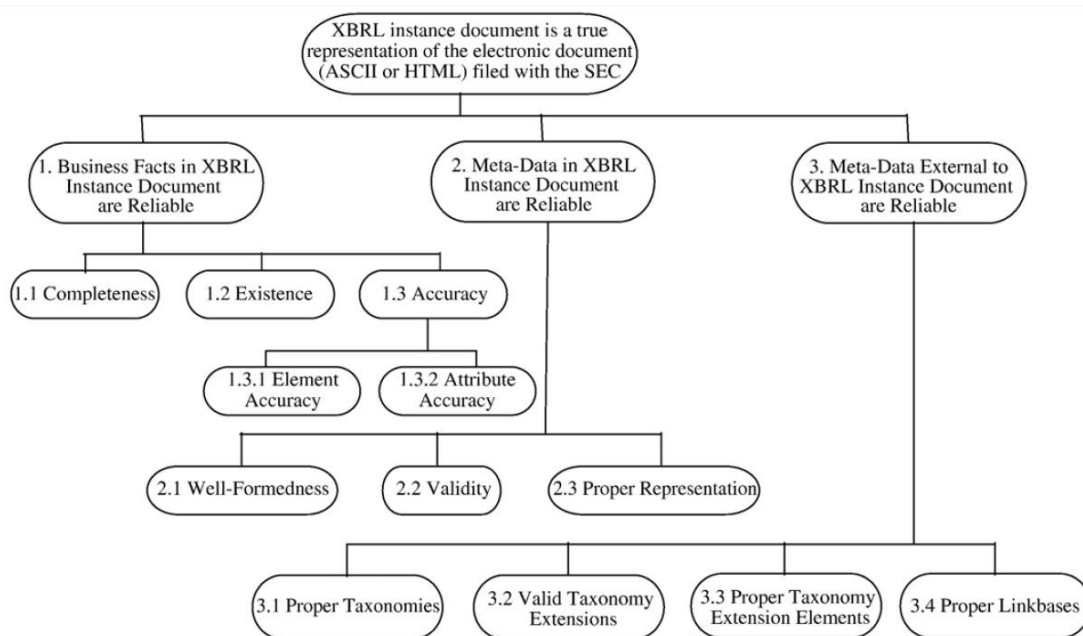 XBRL instance document is a true
representation of the electronic document
(ASCII or HTML) filed with the SEC
1. Business Facts in XBRL
Instance Document
are Reliable
2. Meta-Data in XBRL
Instance Document
are Reliable
3. Meta-Data External to
XBRL Instance Document
are Reliable
1.1 Completeness
1.2 Existence
1.3 Accuracy
1.3.1 Element
Accuracy
1.3.2 Attribute
Accuracy
2.1 Well-Formedness
2.2 Validity
2.3 Proper Representation
3.1 Proper Taxonomies
3.2 Valid Taxonomy
Extensions
3.3 Proper Taxonomy
Extension Elements
3.4 Proper Linkbases